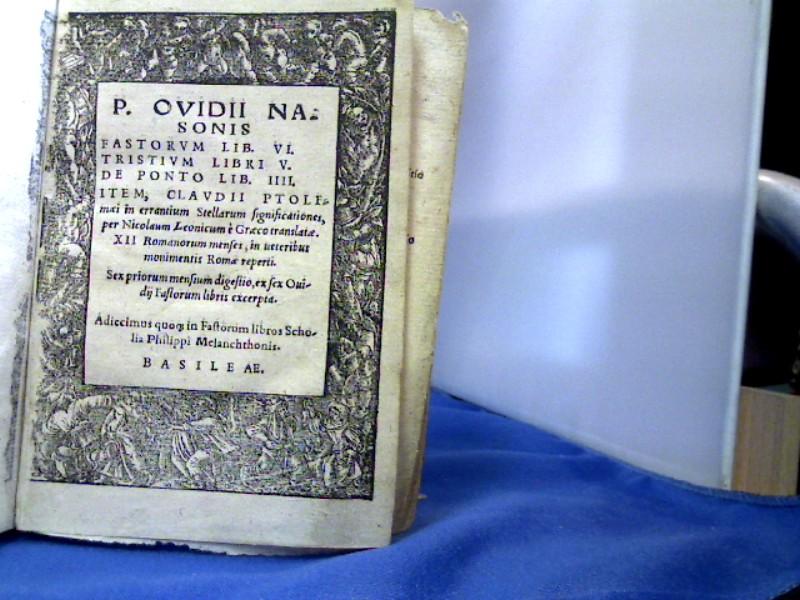 P. OVIDII NA⸗
SONIS
FASTORVM LIB. VI.
TRISTIVM LIBRI V.
DE PONTO LIB. IIII.
ITEM, CLAVDII PTOLE⸗
mæi in errantium Stellarum significationes,
per Nicolaum Leonicum è Græco translatæ.
XII Romanorum menses, in ueteribus
monimentis Romæ reperti.
Sex priorum mensium digestio, ex sex Oui⸗
dij Fastorum libris excerpta.
Adiecimus quoqꝫ in Fastorum libros Scho⸗
lia Philippi Melanchthonis.
BASILEAE.